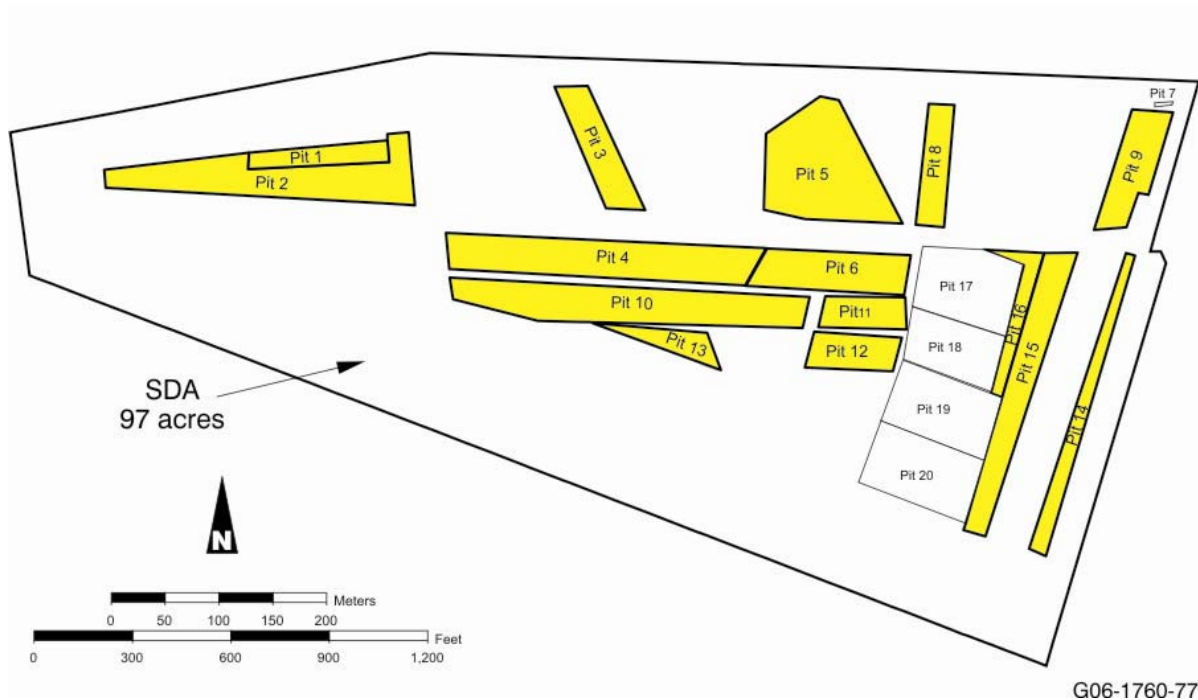 Pit 7
Pit 1
Pit 2
Pit 3
Pit 5
Pit 8
Pit 9
Pit 4
Pit 6
Pit 10
Pit11
Pit 12
Pit 13
Pit 17
Pit 16
Pit 18
Pit 15
Pit 19
Pit 14
Pit 20
SDA
97 acres
N
Meters
0 50 100 150 200
Feet
0 300 600 900 1,200
G06-1760-77